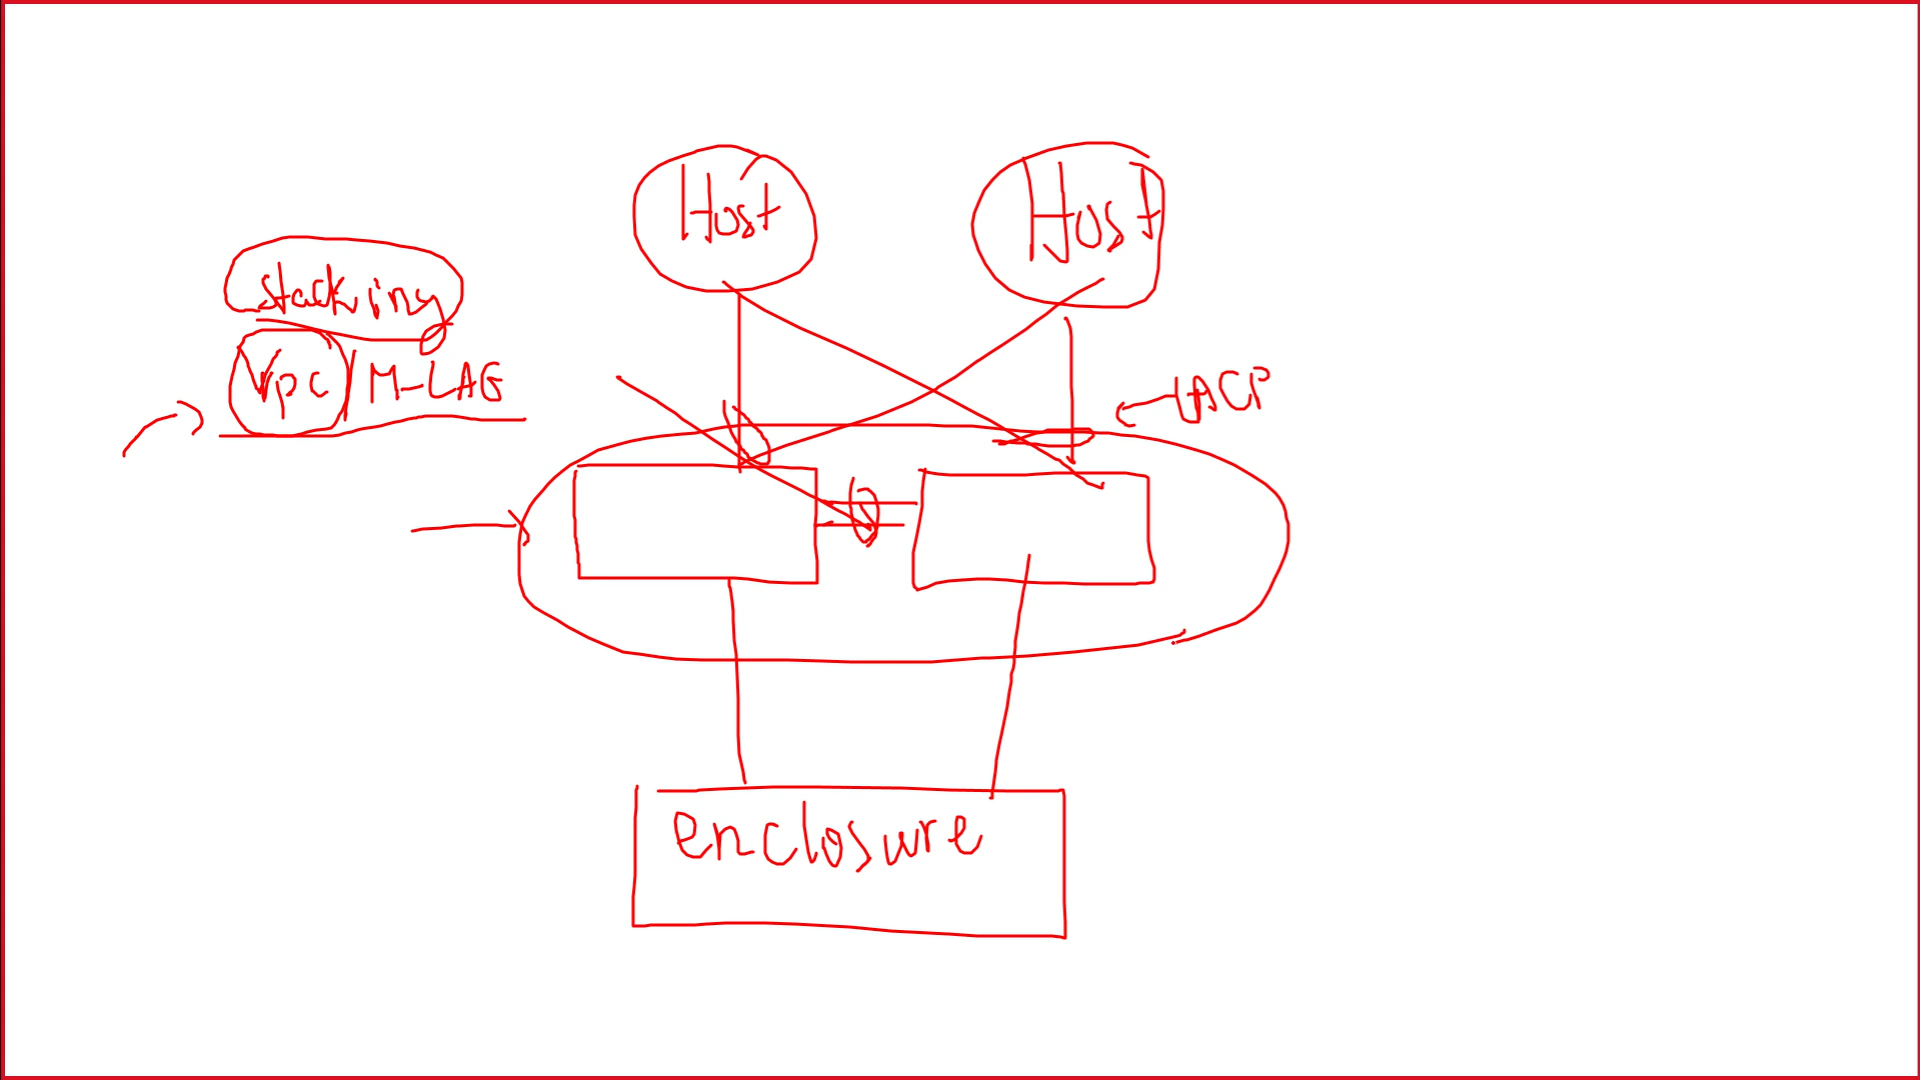 Host
Host
stacking
vpc/M-LAG
LACP
enclosure